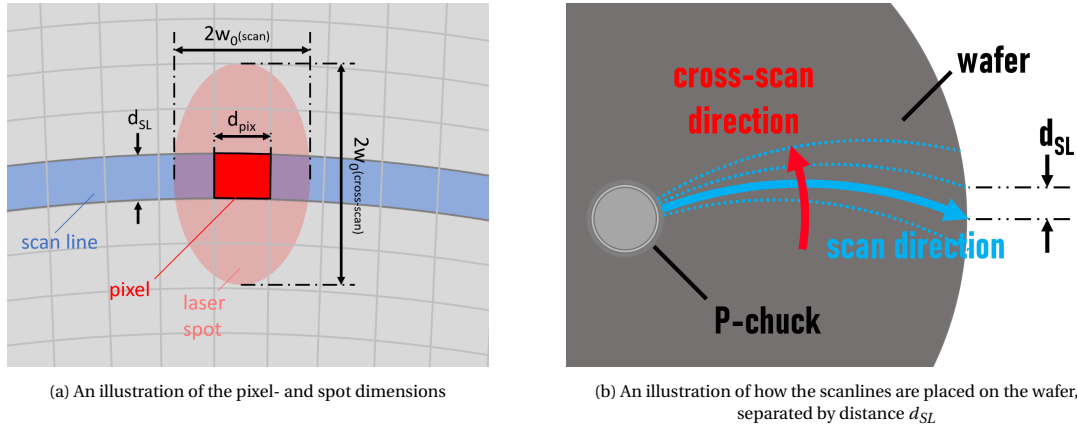 2w0(scan)
dSL
dpix
2w0(cross-scan)
scan line
pixel
laser
spot
(a) An illustration of the pixel- and spot dimensions
cross-scan
direction
wafer
dSL
scan direction
P-chuck
(b) An illustration of how the scanlines are placed on the wafer,
separated by distance dSL